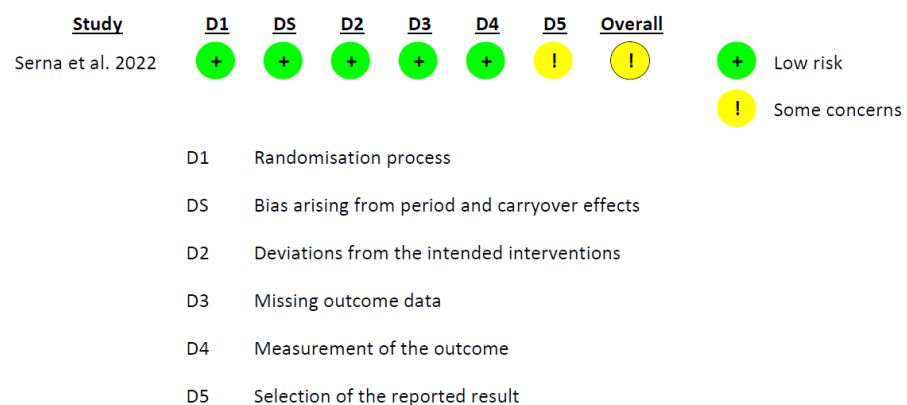 Study D1 DS D2 D3 D4 D5 Overall
Serna et al. 2022 + + + + + ! ! + Low risk
! Some concerns
D1 Randomisation process
DS Bias arising from period and carryover effects
D2 Deviations from the intended interventions
D3 Missing outcome data
D4 Measurement of the outcome
D5 Selection of the reported result